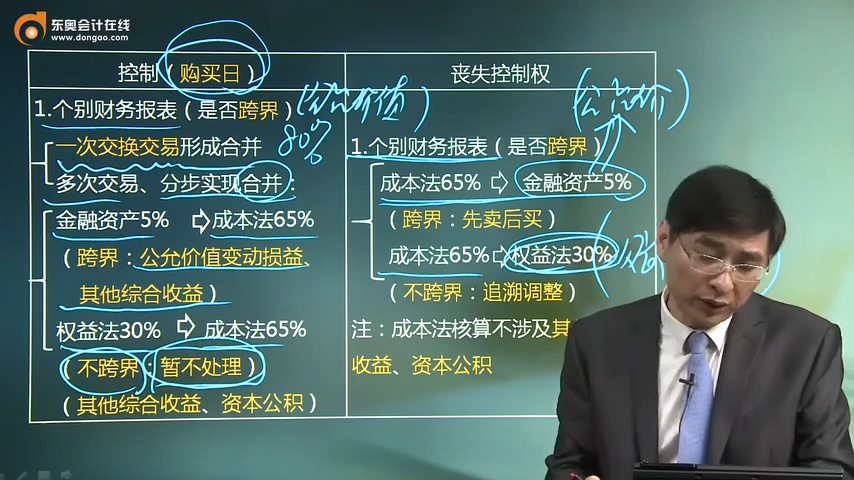 东奥会计在线
www.dongao.com
控制（购买日）
1.个别财务报表（是否跨界）
一次交换交易形成合并
多次交易、分步实现合并：
金融资产5% ⇨成本法65%
（跨界：公允价值变动损益、
其他综合收益）
权益法30% ⇨ 成本法65%
（不跨界：暂不处理）
（其他综合收益、资本公积）
(公允价值)
80%
丧失控制权
(公允价)
1.个别财务报表（是否跨界）
成本法65% ⇨ 金融资产5%
（跨界：先卖后买）
成本法65%⇨权益法30%
（不跨界：追溯调整）
注：成本法核算不涉及其
收益、资本公积